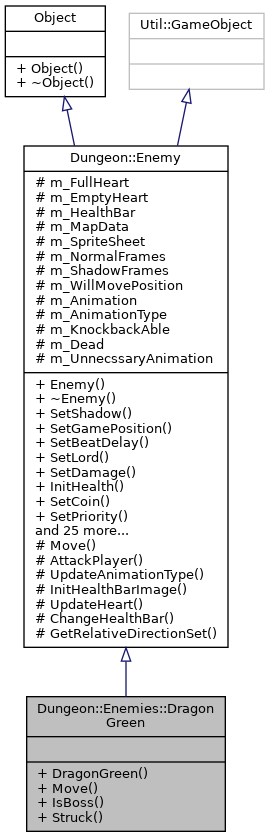 Object
+ Object()
+ ~Object()
Util::GameObject
Dungeon::Enemy
# m_FullHeart
# m_EmptyHeart
# m_HealthBar
# m_MapData
# m_SpriteSheet
# m_NormalFrames
# m_ShadowFrames
# m_WillMovePosition
# m_Animation
# m_AnimationType
# m_KnockbackAble
# m_Dead
# m_UnnecssaryAnimation
+ Enemy()
+ ~Enemy()
+ SetShadow()
+ SetGamePosition()
+ SetBeatDelay()
+ SetLord()
+ SetDamage()
+ InitHealth()
+ SetCoin()
+ SetPriority()
and 25 more...
# Move()
# AttackPlayer()
# UpdateAnimationType()
# InitHealthBarImage()
# UpdateHeart()
# ChangeHealthBar()
# GetRelativeDirectionSet()
Dungeon::Enemies::Dragon
Green
+ DragonGreen()
+ Move()
+ IsBoss()
+ Struck()